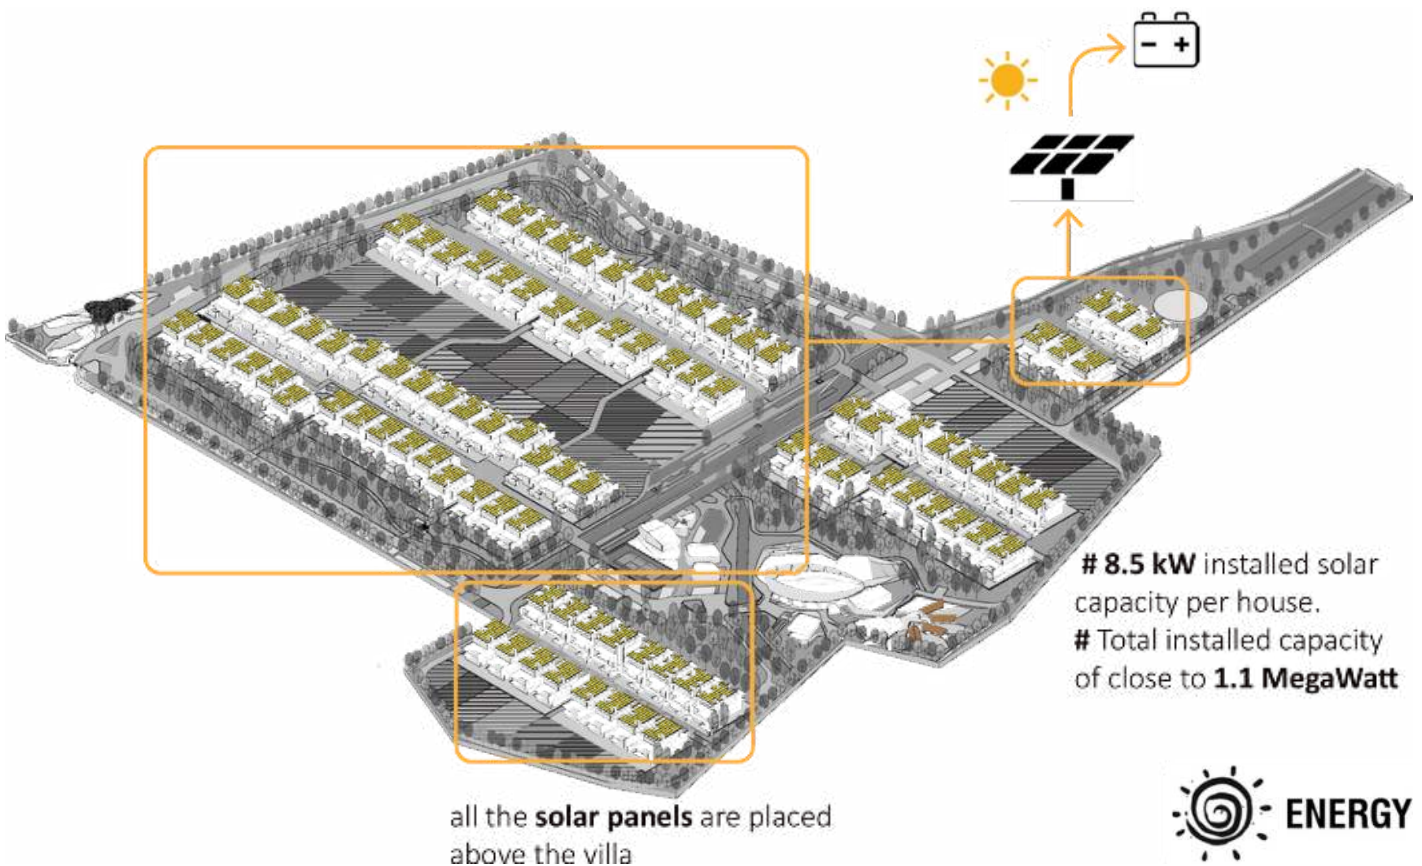 # 8.5 kW installed solar
capacity per house.
# Total installed capacity
of close to 1.1 MegaWatt
all the solar panels are placed
above the villa
ENERGY